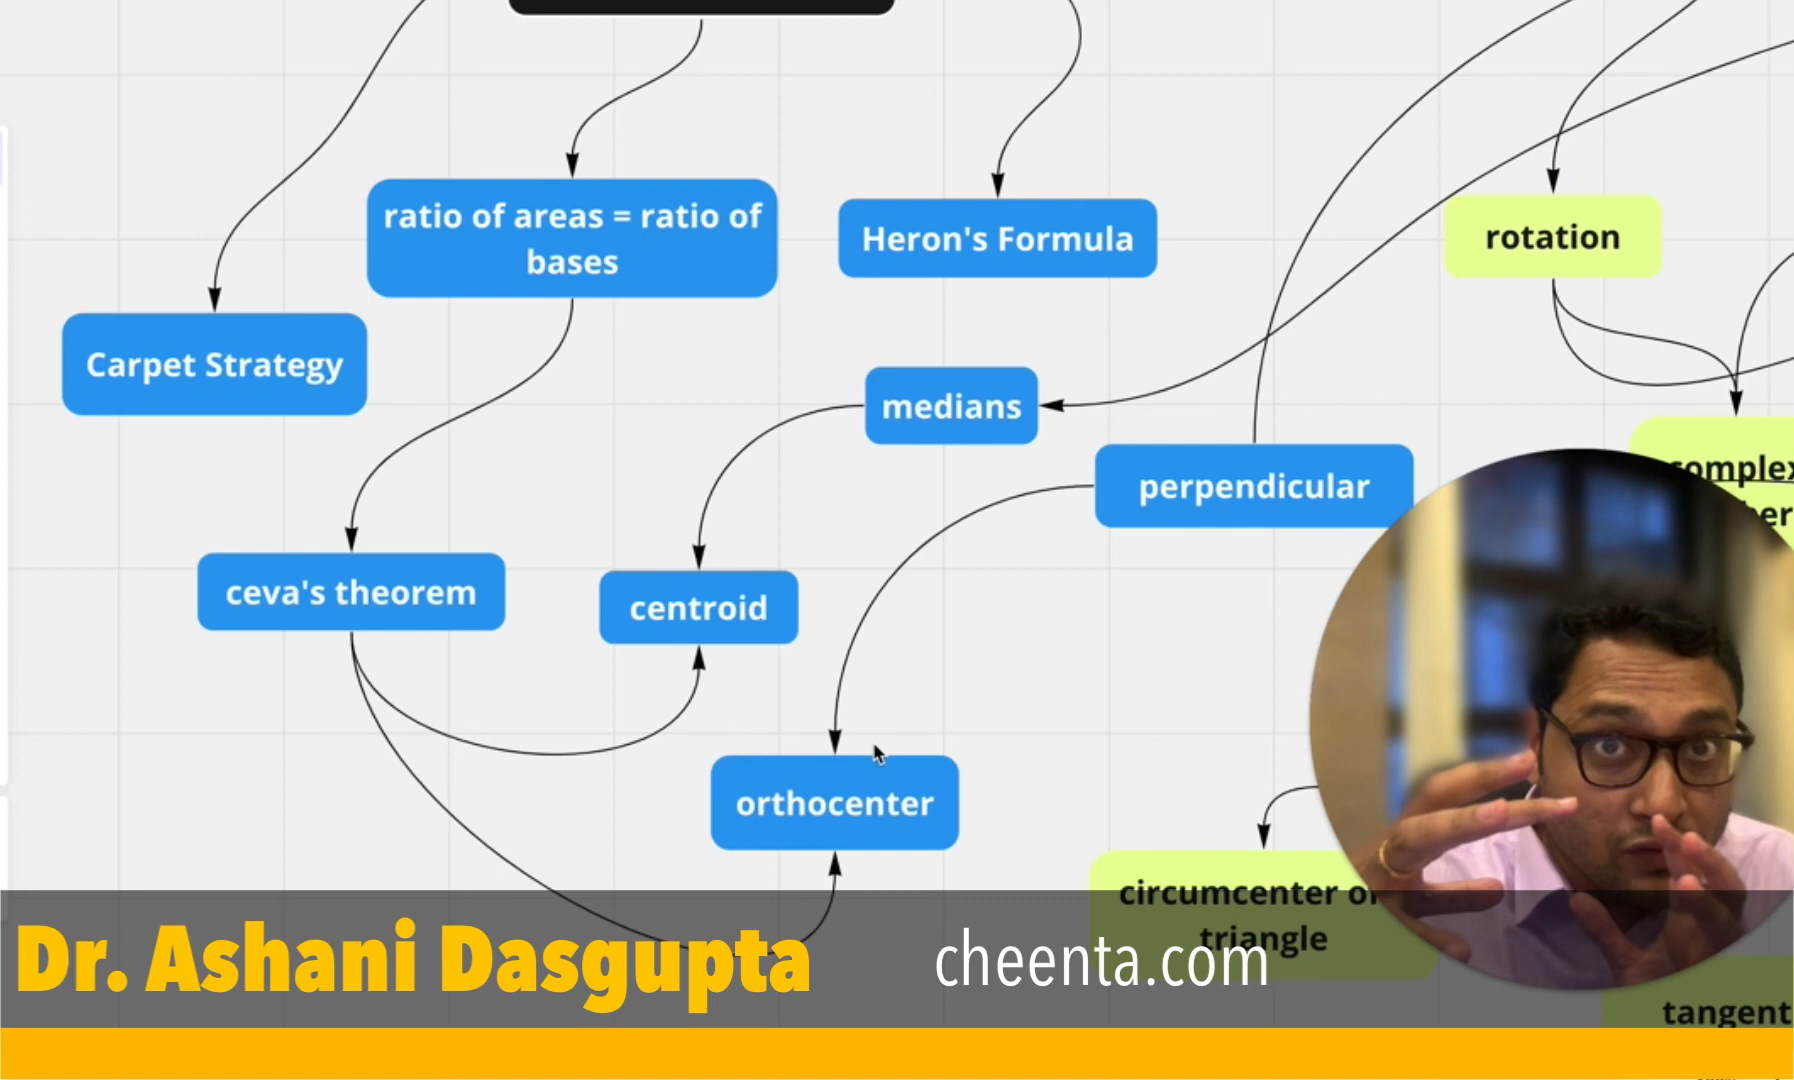 ratio of areas = ratio of
bases
Heron's Formula
rotation
Carpet Strategy
medians
perpendicular
complex
ceva's theorem
centroid
orthocenter
circumcenter of
triangle
Dr. Ashani Dasgupta
cheenta.com
tangent